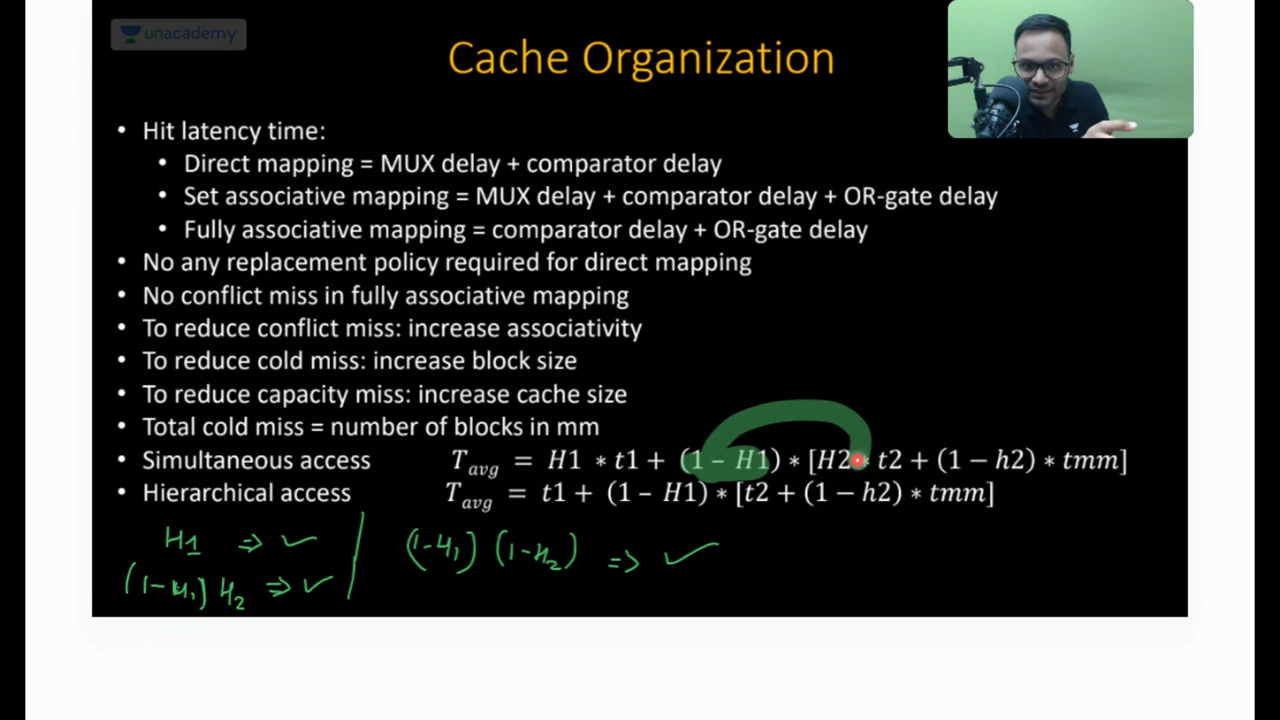 unacademy
Cache Organization
• Hit latency time:
• Direct mapping = MUX delay + comparator delay
• Set associative mapping = MUX delay + comparator delay + OR-gate delay
• Fully associative mapping = comparator delay + OR-gate delay
• No any replacement policy required for direct mapping
• No conflict miss in fully associative mapping
• To reduce conflict miss: increase associativity
• To reduce cold miss: increase block size
• To reduce capacity miss: increase cache size
• Total cold miss = number of blocks in mm
• Simultaneous access T_avg = H1 * t1 + (1 – H1) * [H2 * t2 + (1 − h2) * tmm]
• Hierarchical access T_avg = t1 + (1 – H1) * [t2 + (1 − h2) * tmm]
H1 ⇒ ✓
(1-H₁) H₂ ⇒ ✓
(1-H₁) (1-H₂) ⇒ ✓